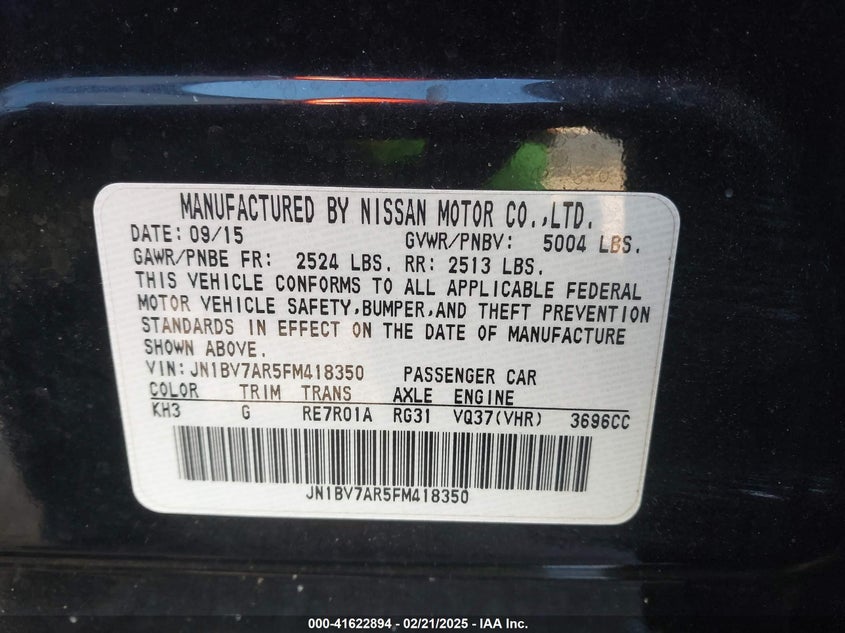 MANUFACTURED BY NISSAN MOTOR CO.,LTD.
DATE: 09/15 GVWR/PNBV: 5004 LBS.
GAWR/PNBE FR: 2524 LBS. RR: 2513 LBS.
THIS VEHICLE CONFORMS TO ALL APPLICABLE FEDERAL
MOTOR VEHICLE SAFETY,BUMPER,AND THEFT PREVENTION
STANDARDS IN EFFECT ON THE DATE OF MANUFACTURE
SHOWN ABOVE.
VIN: JN1BV7AR5FM418350 PASSENGER CAR
COLOR TRIM TRANS AXLE ENGINE
KH3 G RE7R01A RG31 VQ37(VHR) 3696CC
JN1BV7AR5FM418350
000-41622894 - 02/21/2025 - IAA Inc.